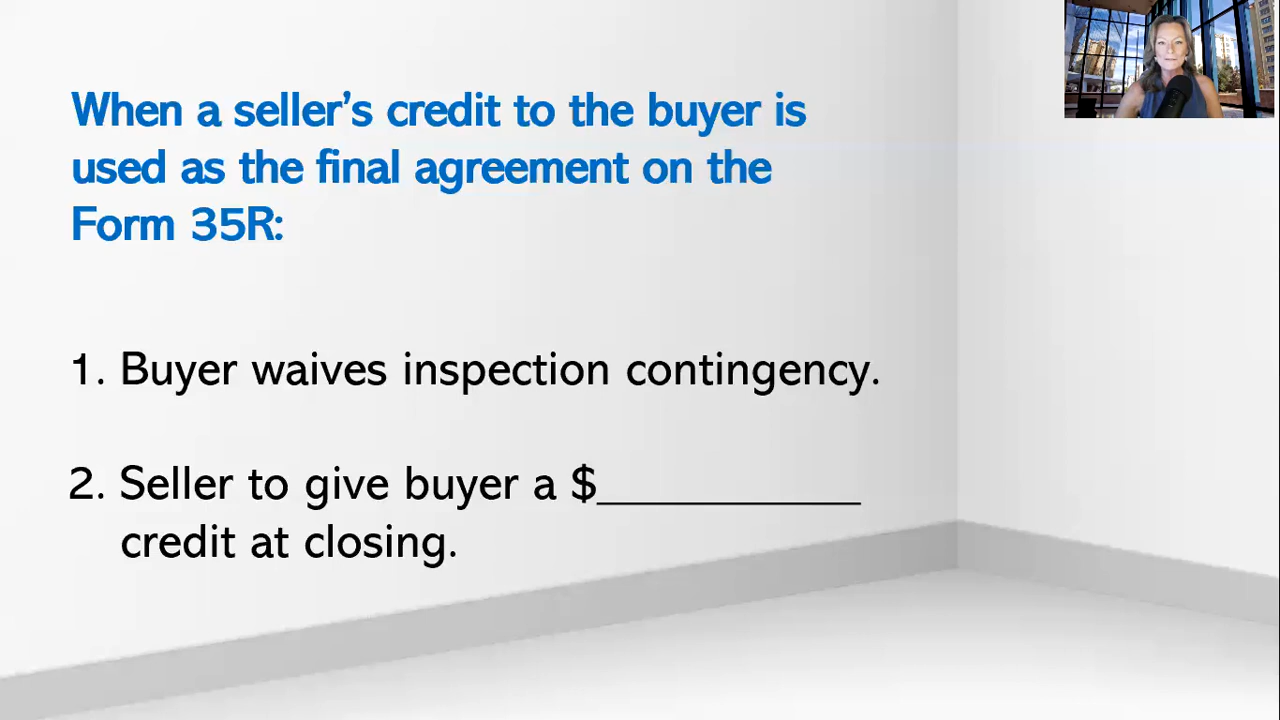 When a seller’s credit to the buyer is
used as the final agreement on the
Form 35R:
1. Buyer waives inspection contingency.
2. Seller to give buyer a $___________
credit at closing.